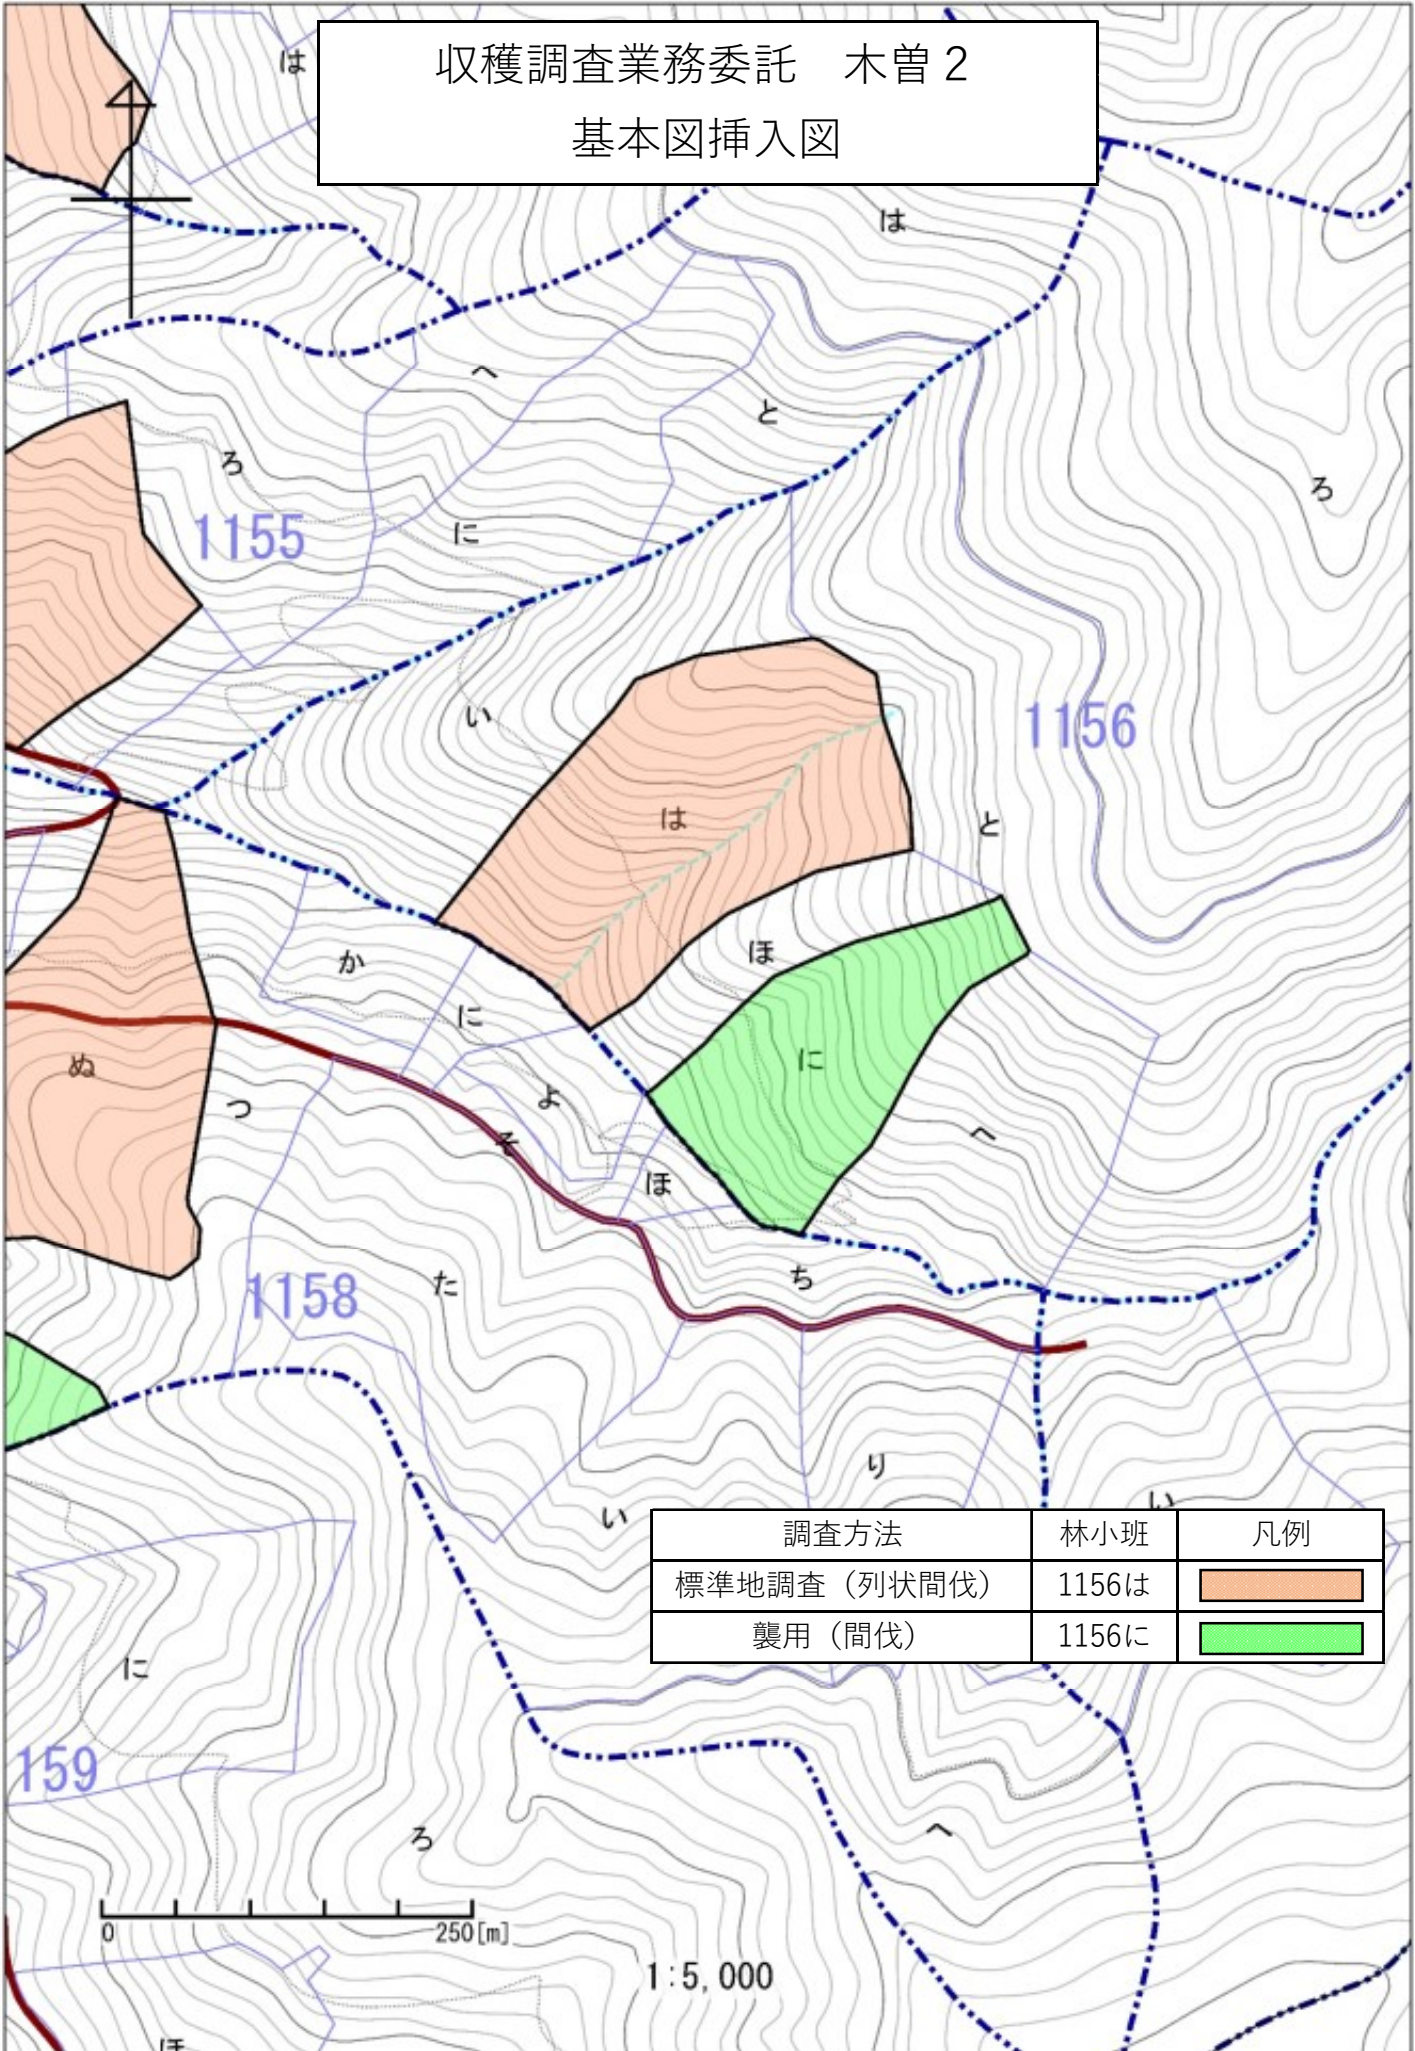 収穫調査業務委託　木曽２
基本図挿入図
は
は
へ
と
ろ
ろ
に
1155
い
1156
は
と
ほ
か
に
に
ぬ
つ
よ
へ
そ
ほ
ち
た
1158
り
い
い
調査方法 林小班 凡例
標準地調査（列状間伐） 1156は
襲用（間伐） 1156に
に
159
へ
ろ
0 250[m]
1:5,000
ほ